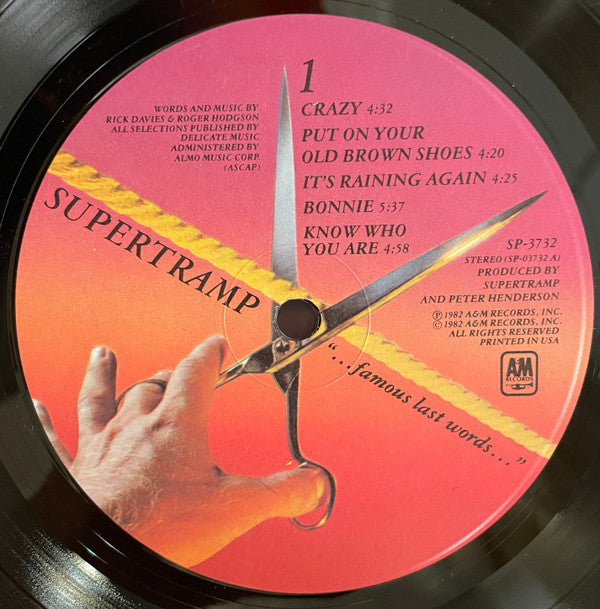 1
CRAZY 4:32
PUT ON YOUR
OLD BROWN SHOES 4:20
IT'S RAINING AGAIN 4:25
BONNIE 5:37
KNOW WHO
YOU ARE 4:58
WORDS AND MUSIC BY
RICK DAVIES & ROGER HODGSON
ALL SELECTIONS PUBLISHED BY
DELICATE MUSIC
ADMINISTERED BY
ALMO MUSIC CORP.
(ASCAP)
SUPERTRAMP
"...famous last words..."
SP-3732
STEREO (SP-03732 A)
PRODUCED BY
SUPERTRAMP
AND PETER HENDERSON
℗ 1982 A&M RECORDS, INC.
© 1982 A&M RECORDS, INC.
ALL RIGHTS RESERVED
PRINTED IN USA
A&M
RECORDS